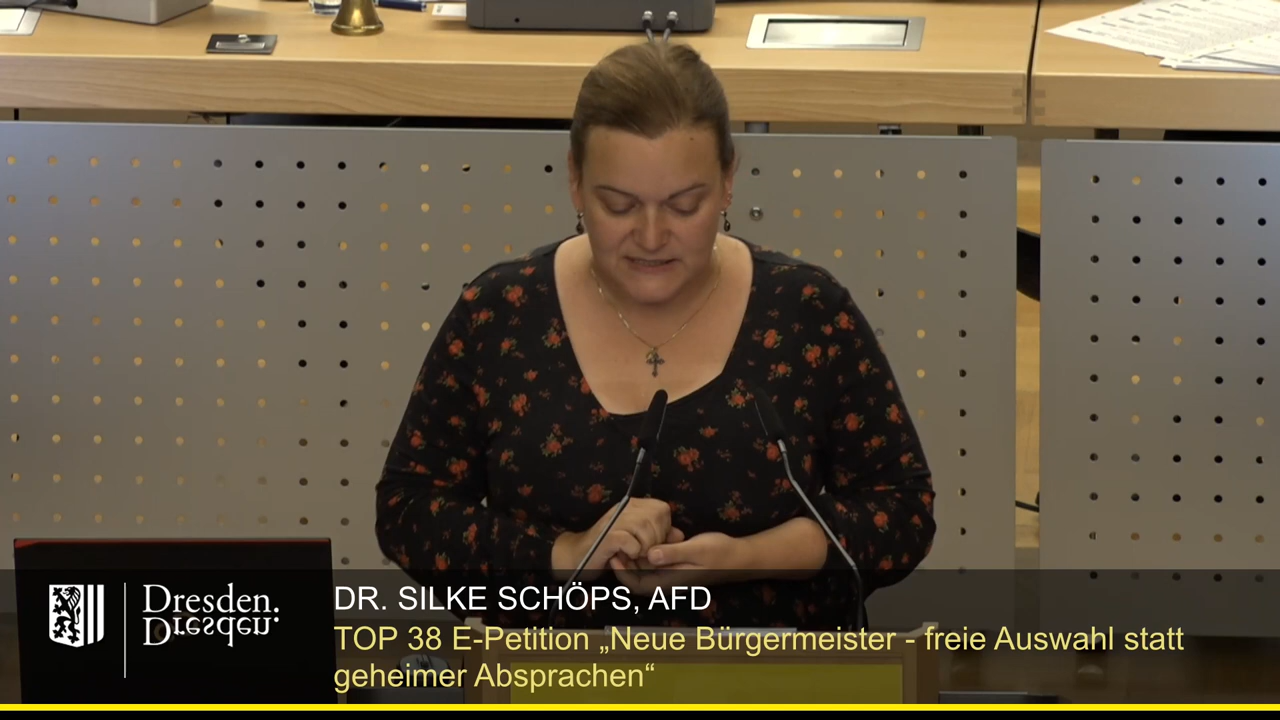 Dresden.
Dresden.
DR. SILKE SCHÖPS, AFD
TOP 38 E-Petition „Neue Bürgermeister - freie Auswahl statt
geheimer Absprachen“